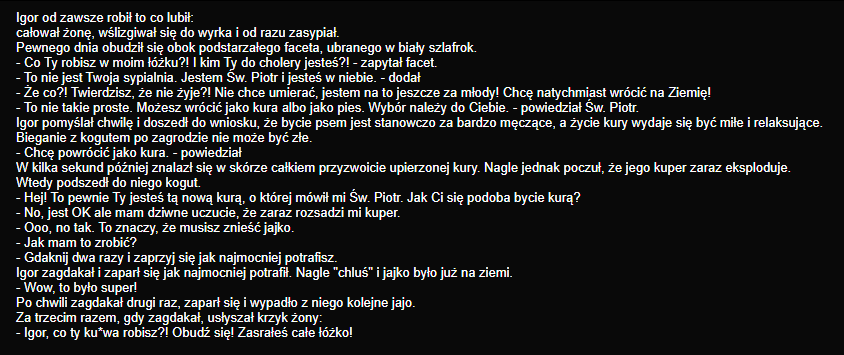 Igor od zawsze robił to co lubił:
całował żonę, wślizgiwał się do wyrka i od razu zasypiał.
Pewnego dnia obudził się obok podstarzałego faceta, ubranego w biały szlafrok.
- Co Ty robisz w moim łóżku?! I kim Ty do cholery jesteś?! - zapytał facet.
- To nie jest Twoja sypialnia. Jestem Św. Piotr i jesteś w niebie. - dodał
- Że co?! Twierdzisz, że nie żyje?! Nie chce umierać, jestem na to jeszcze za młody! Chcę natychmiast wrócić na Ziemię!
- To nie takie proste. Możesz wrócić jako kura albo jako pies. Wybór należy do Ciebie. - powiedział Św. Piotr.
Igor pomyślał chwilę i doszedł do wniosku, że bycie psem jest stanowczo za bardzo męczące, a życie kury wydaje się być miłe i relaksujące.
Bieganie z kogutem po zagrodzie nie może być złe.
- Chcę powrócić jako kura. - powiedział
W kilka sekund później znalazł się w skórze całkiem przyzwoicie upierzonej kury. Nagle jednak poczuł, że jego kuper zaraz eksploduje.
Wtedy podszedł do niego kogut.
- Hej! To pewnie Ty jesteś tą nową kurą, o której mówił mi Św. Piotr. Jak Ci się podoba bycie kurą?
- No, jest OK ale mam dziwne uczucie, że zaraz rozsadzi mi kuper.
- Ooo, no tak. To znaczy, że musisz znieść jajko.
- Jak mam to zrobić?
- Gdaknij dwa razy i zaprzyj się jak najmocniej potrafisz.
Igor zagdakał i zaparł się jak najmocniej potrafił. Nagle "chluś" i jajko było już na ziemi.
- Wow, to było super!
Po chwili zagdakał drugi raz, zaparł się i wypadło z niego kolejne jajo.
Za trzecim razem, gdy zagdakał, usłyszał krzyk żony:
- Igor, co ty ku*wa robisz?! Obudź się! Zasrałeś całe łóżko!